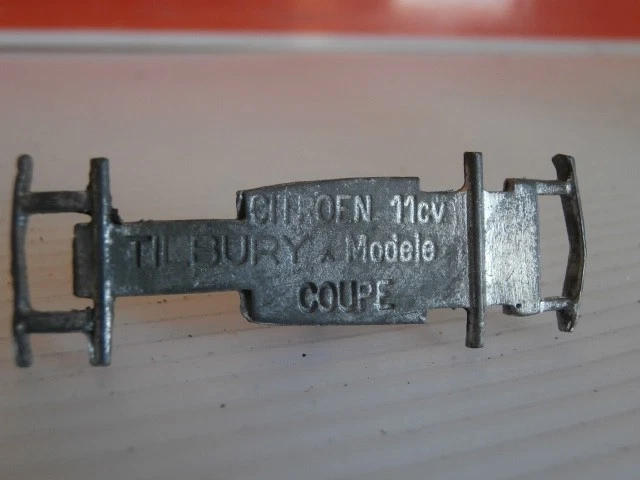 CITROEN 11cv
TILBURY x Modele
COUPE